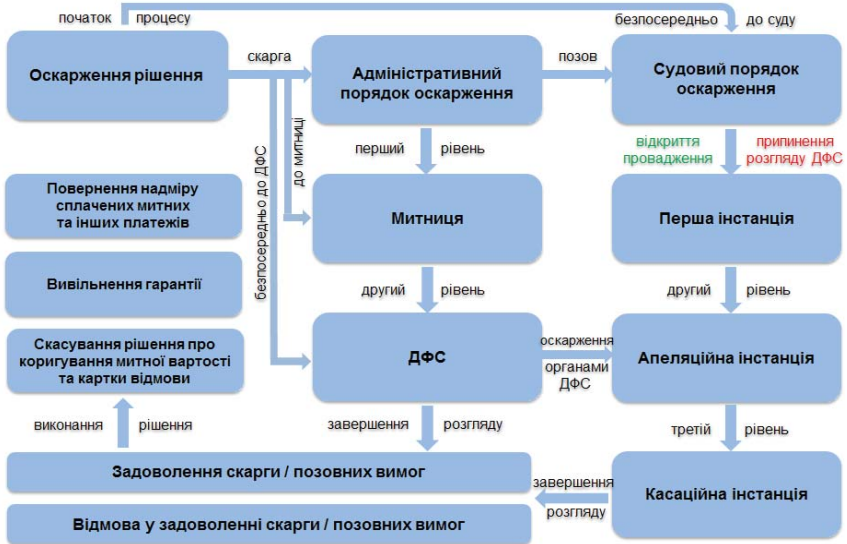 початок процесу
безпосередньо до суду
Оскарження рішення
скарга
Адміністративний
порядок оскарження
позов
Судовий порядок
оскарження
безпосередньо до ДФС
до митниці
перший рівень
відкриття
провадження
припинення
розгляду ДФС
Повернення надміру
сплачених митних
та інших платежів
Митниця
Перша інстанція
Вивільнення гарантії
другий рівень
другий рівень
Скасування рішення про
коригування митної вартості
та картки відмови
ДФС
оскарження
органами
ДФС
Апеляційна інстанція
виконання рішення
завершення розгляду
третій рівень
Задоволення скарги / позовних вимог
завершення
розгляду
Касаційна інстанція
Відмова у задоволенні скарги / позовних вимог